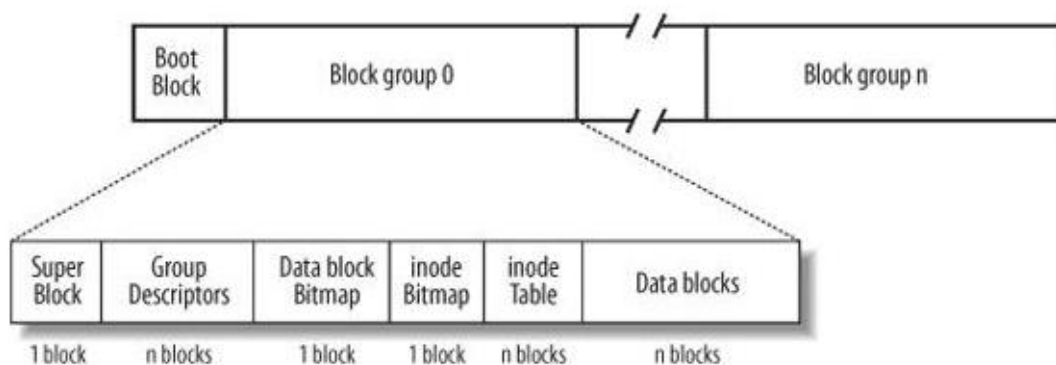 Boot
Block
Block group 0
Block group n
Super
Block
Group
Descriptors
Data block
Bitmap
inode
Bitmap
inode
Table
Data blocks
1 block
n blocks
1 block
1 block
n blocks
n blocks